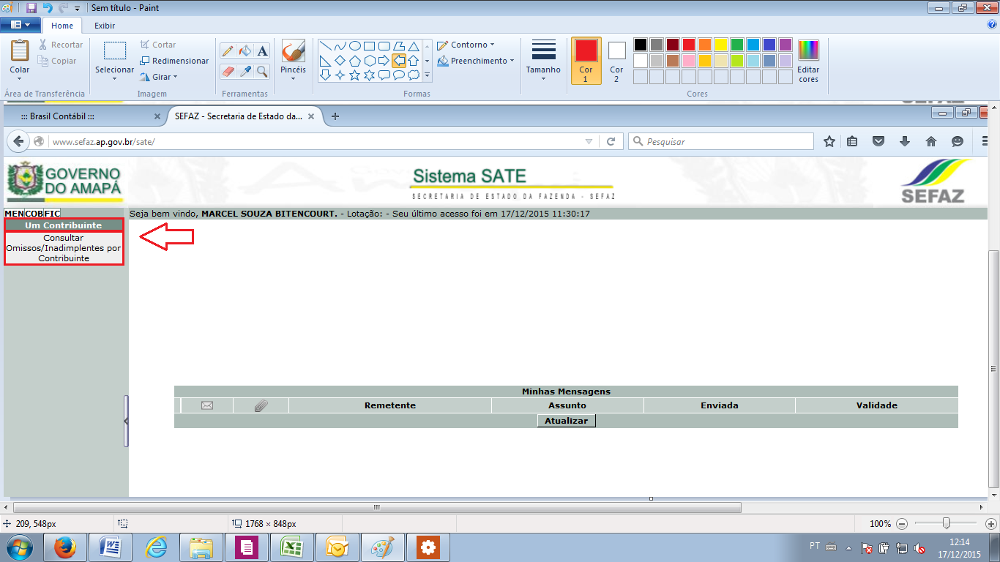 Sem título - Paint
Home Exibir
Colar
Recortar
Copiar
Área de Transferência
Selecionar
Cortar
Redimensionar
Girar
Imagem
A
Ferramentas
Pincéis
Contorno
Preenchimento
Formas
Tamanho
Cor 1
Cor 2
Editar cores
Cores
::: Brasil Contábil :::
SEFAZ - Secretaria de Estado da...
www.sefaz.ap.gov.br/sate/
Pesquisar
GOVERNO
DO AMAPÁ
Sistema SATE
SECRETARIA DE ESTADO DA FAZENDA - SEFAZ
SEFAZ
MEN COB FIC
Seja bem vindo, MARCEL SOUZA BITENCOURT. - Lotação: - Seu último acesso foi em 17/12/2015 11:30:17
Um Contribuinte
Consultar
Omissos/Inadimplentes por
Contribuinte
Minhas Mensagens
Remetente Assunto Enviada Validade
Atualizar
209, 548px
1768 × 848px
100%
PT
12:14
17/12/2015